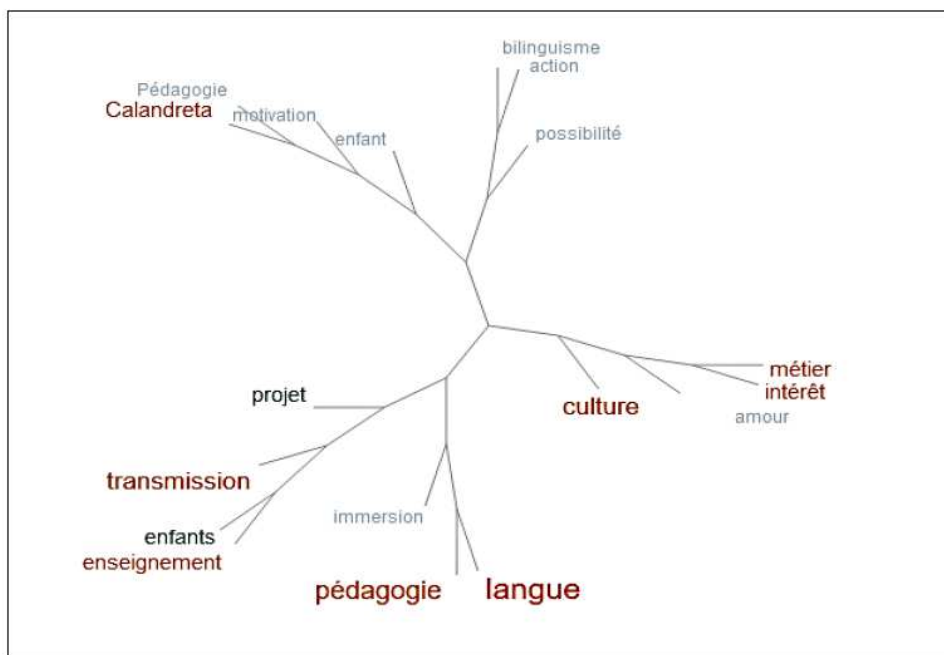 bilinguisme
action
Pédagogie
Calandreta
motivation
enfant
possibilité
métier
intérêt
culture
amour
projet
transmission
immersion
enfants
enseignement
pédagogie
langue